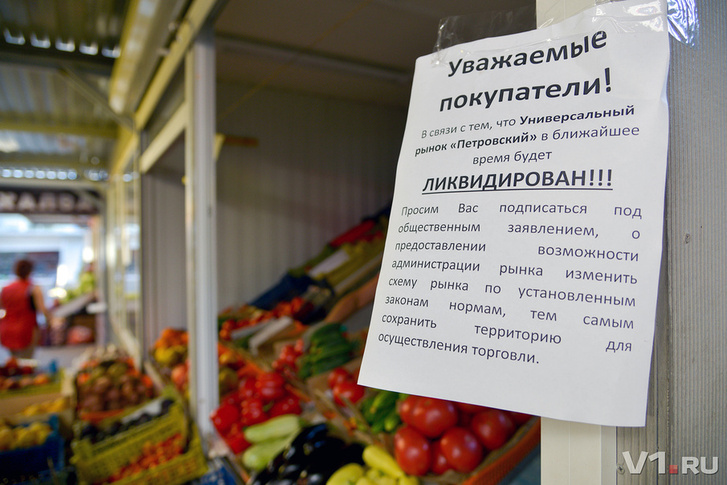 Уважаемые
покупатели!
В связи с тем, что Универсальный
рынок «Петровский» в ближайшее
время будет
ЛИКВИДИРОВАН!!!
Просим Вас подписаться под
общественным заявлением, о
предоставлении возможности
администрации рынка изменить
схему рынка по установленным
законам нормам, тем самым
сохранить территорию для
осуществления торговли.
V1.RU
V1.RU